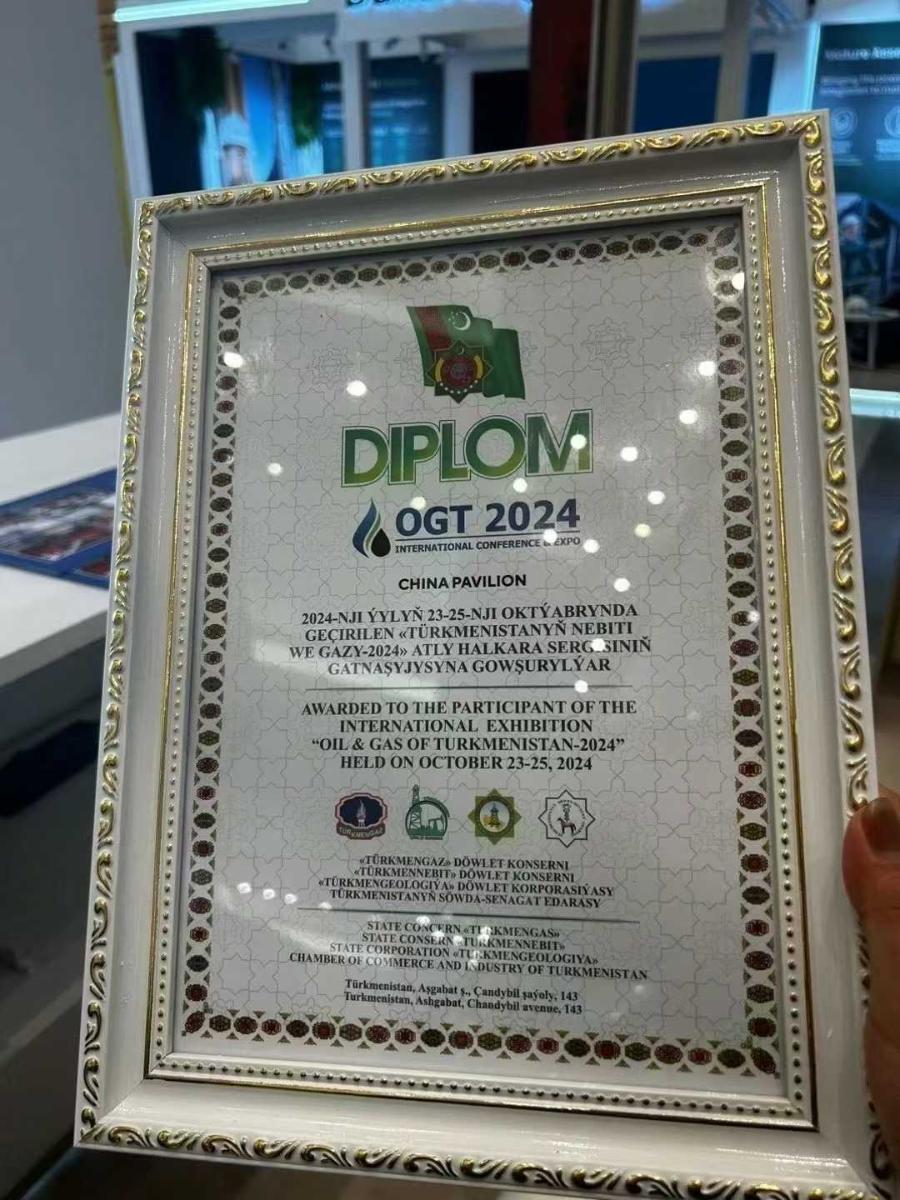 DIPLOM
OGT 2024
INTERNATIONAL CONFERENCE & EXPO
CHINA PAVILION
2024-NJI ÝYLYŇ 23-25-NJI OKTÝABRYNDA
GEÇIRILEN «TÜRKMENISTANYŇ NEBITI
WE GAZY-2024» ATLY HALKARA SERGISINIŇ
GATNAŞYJYSYNA GOWŞURYLÝAR
AWARDED TO THE PARTICIPANT OF THE
INTERNATIONAL EXHIBITION
“OIL & GAS OF TURKMENISTAN-2024”
HELD ON OCTOBER 23-25, 2024
TÜRKMENGAZ
«TÜRKMENGAZ» DÖWLET KONSERNI
«TÜRKMENNEBIT» DÖWLET KONSERNI
«TÜRKMENGEOLOGIÝA» DÖWLET KORPORASIÝASY
TÜRKMENISTANYŇ SÖWDA-SENAGAT EDARASY
STATE CONCERN «TURKMENGAS»
STATE CONSERN «TURKMENNEBIT»
STATE CORPORATION «TURKMENGEOLOGIYA»
CHAMBER OF COMMERCE AND INDUSTRY OF TURKMENISTAN
Türkmenistan, Aşgabat ş., Çandybil şaýoly, 143
Turkmenistan, Ashgabat, Chandybil avenue, 143